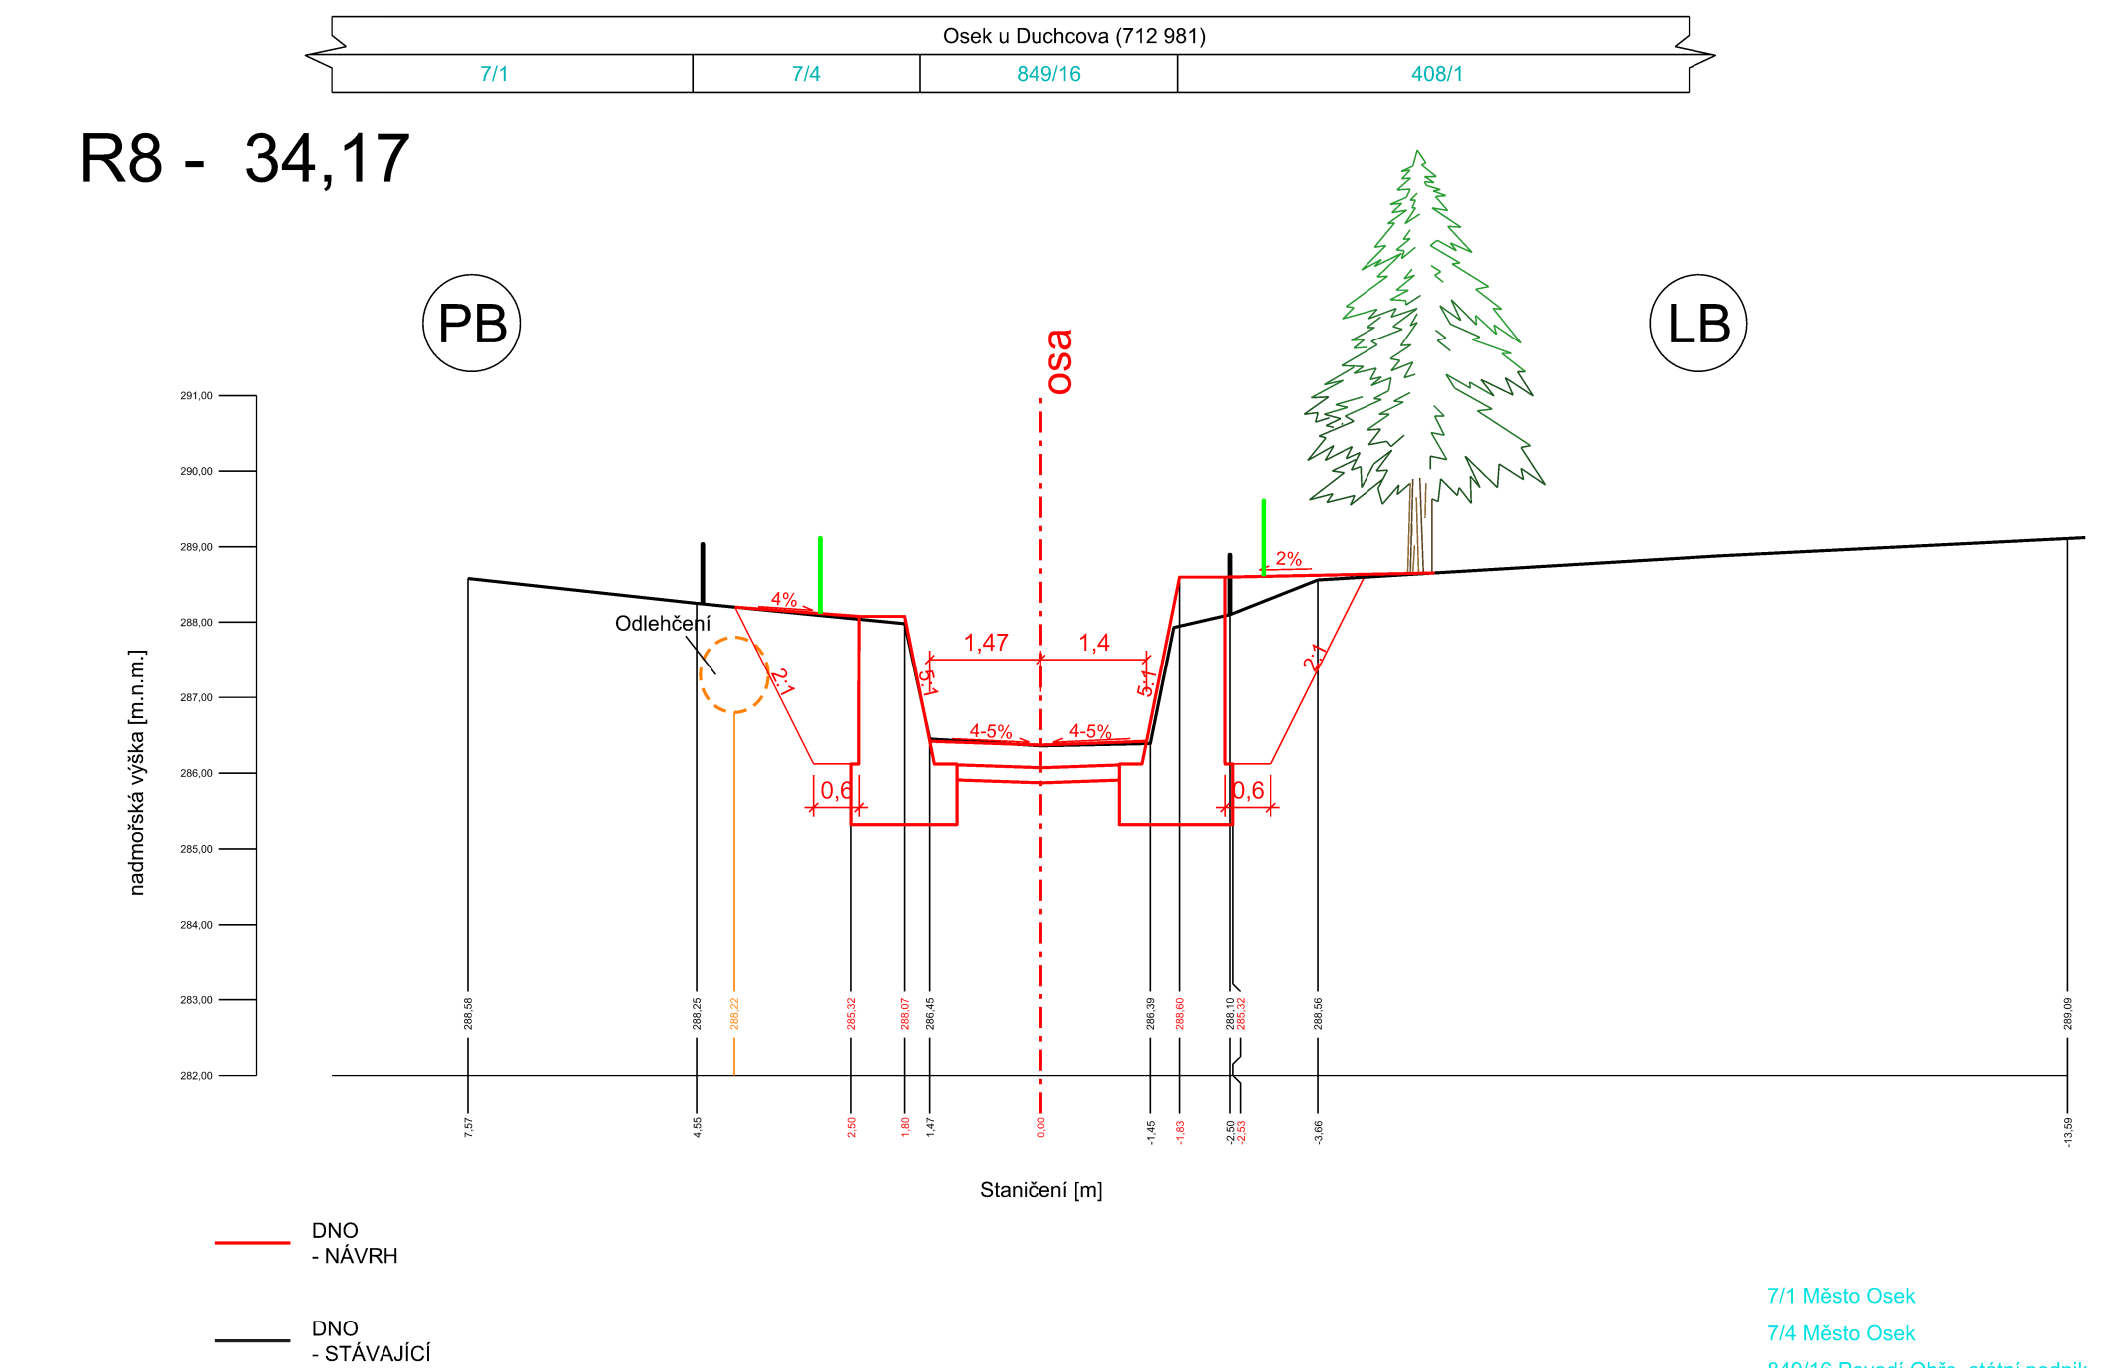 Osek u Duchcova (712 981)
7/1 7/4 849/16 408/1
R8 - 34,17
PB
LB
osa
291,00
290,00
289,00
288,00
287,00
286,00
285,00
284,00
283,00
282,00
nadmořská výška [m.n.m.]
2%
4%
Odlehčení
1,47 1,4
2:1
5:1
5:1
2:1
4-5% 4-5%
0,6
0,6
288,58 288,25 288,22 285,32 288,07 286,45 286,39 288,60 288,10 285,32 288,56 289,09
7,57 4,55 2,50 1,80 1,47 0,00 -1,45 -1,83 -2,50 -2,53 -3,66 -13,59
Staničení [m]
DNO
- NÁVRH
DNO
- STÁVAJÍCÍ
7/1 Město Osek
7/4 Město Osek
849/16 Povodí Ohře, státní podnik